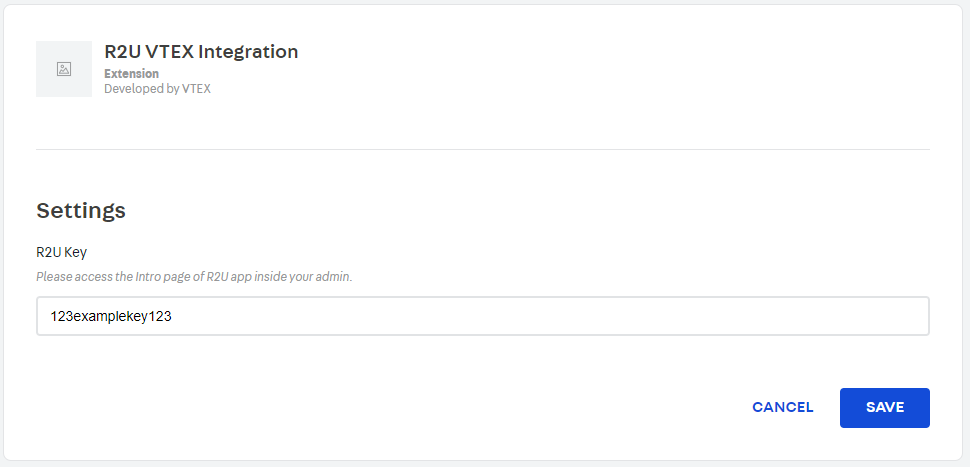 R2U VTEX Integration
Extension
Developed by VTEX
Settings
R2U Key
Please access the Intro page of R2U app inside your admin.
123examplekey123
CANCEL
SAVE